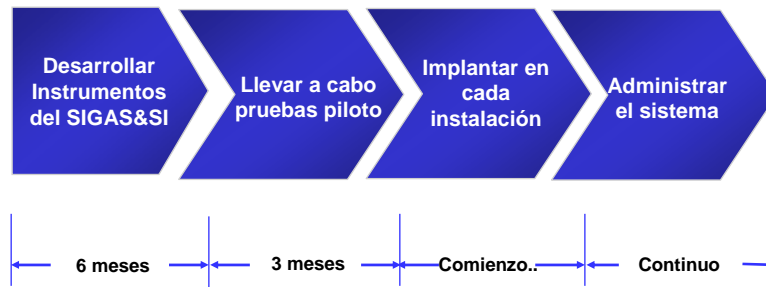 Desarrollar
Instrumentos
del SIGAS&SI
Llevar a cabo
pruebas piloto
Implantar en
cada
instalación
Administrar
el sistema
6 meses
3 meses
Comienzo..
Continuo